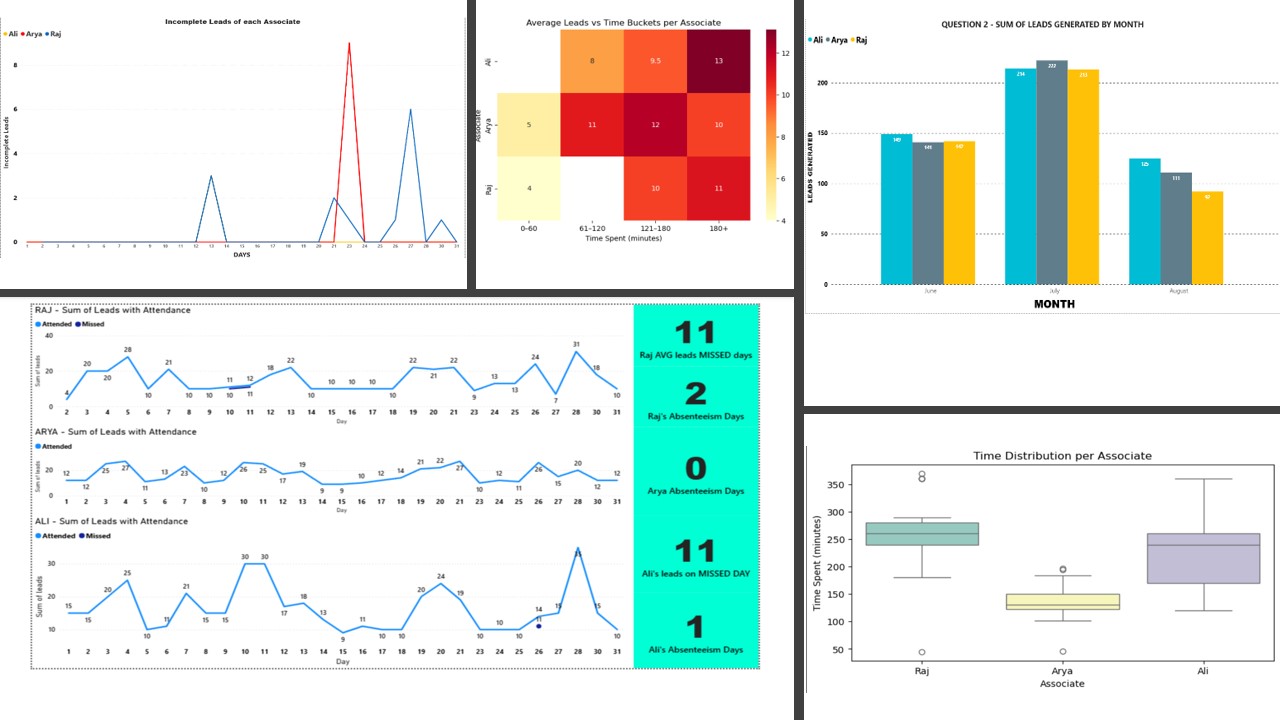 Incomplete Leads of each Associate
Ali Arya Raj
Incomplete Leads
8
6
4
2
0
1 2 3 4 5 6 7 8 9 10 11 12 13 14 15 16 17 18 19 20 21 22 23 24 25 26 27 28 30 31
DAYS
Average Leads vs Time Buckets per Associate
Associate
Ali 8 9.5 13
Arya 5 11 12 10
Raj 4 10 11
0-60 61-120 121-180 180+
Time Spent (minutes)
12
10
8
6
4
QUESTION 2 - SUM OF LEADS GENERATED BY MONTH
Ali Arya Raj
LEADS GENERATED
200
150
100
50
0
149 141 142
214 222 213
125 111 92
June July August
MONTH
RAJ - Sum of Leads with Attendance
Attended Missed
Sum of leads
40
20
0
4 20 20 28 10 21 10 10 11 10 12 11 18 22 10 10 10 10 10 22 21 22 9 13 13 24 7 31 18 10
2 3 4 5 6 7 8 9 10 11 12 13 14 15 16 17 18 19 20 21 23 24 25 26 27 28 30 31
Day
ARYA - Sum of Leads with Attendance
Attended
Sum of leads
20
0
12 12 25 27 11 13 23 10 12 26 25 17 19 9 9 10 12 14 21 22 27 10 12 11 26 15 20 12 12
1 2 3 4 5 6 7 8 9 10 11 12 13 14 15 16 17 18 19 20 21 23 24 25 26 27 28 30 31
Day
ALI - Sum of Leads with Attendance
Attended Missed
Sum of leads
30
20
10
15 15 20 25 10 11 21 15 15 30 30 17 18 13 9 11 10 10 20 24 19 10 10 10 14 11 15 15 10
1 2 3 4 5 6 7 8 9 10 11 12 13 14 15 16 17 18 19 20 21 23 24 25 26 27 28 30 31
Day
11
Raj AVG leads MISSED days
2
Raj's Absenteeism Days
0
Arya Absenteeism Days
11
Ali's leads on MISSED DAY
1
Ali's Absenteeism Days
Time Distribution per Associate
Time Spent (minutes)
350
300
250
200
150
100
50
Raj Arya Ali
Associate